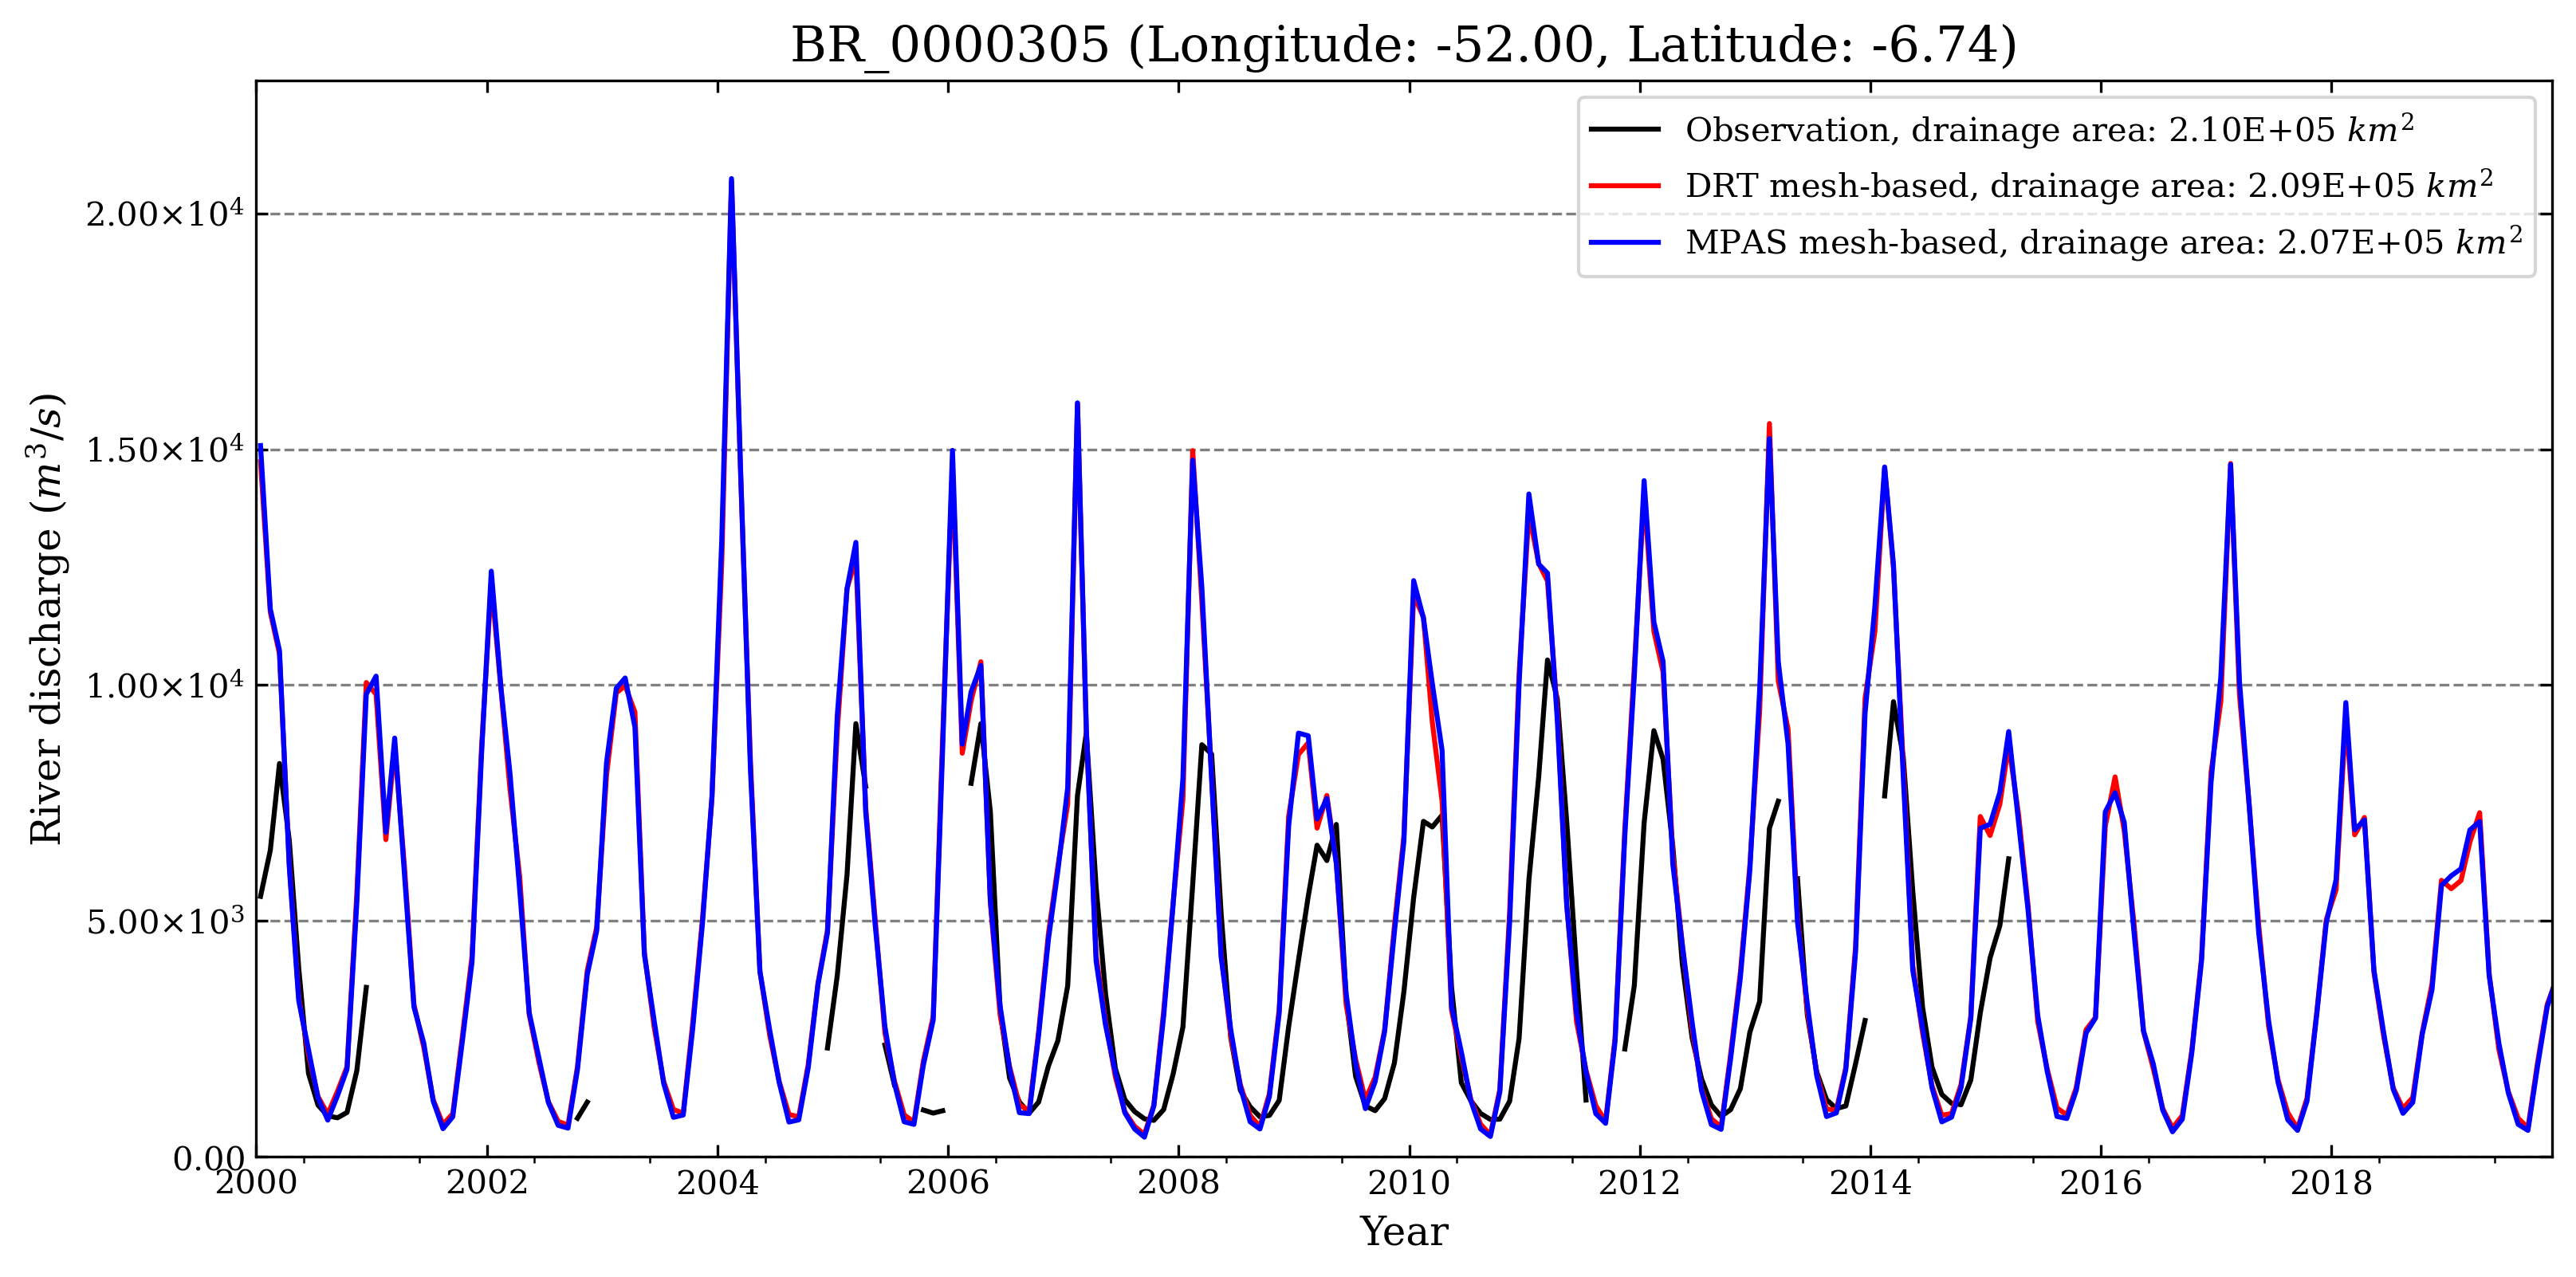 BR_0000305 (Longitude: -52.00, Latitude: -6.74)
Observation, drainage area: 2.10E+05 km²
DRT mesh-based, drainage area: 2.09E+05 km²
MPAS mesh-based, drainage area: 2.07E+05 km²
River discharge (m³/s)
2.00×10⁴
1.50×10⁴
1.00×10⁴
5.00×10³
0.00
2000 2002 2004 2006 2008 2010 2012 2014 2016 2018
Year